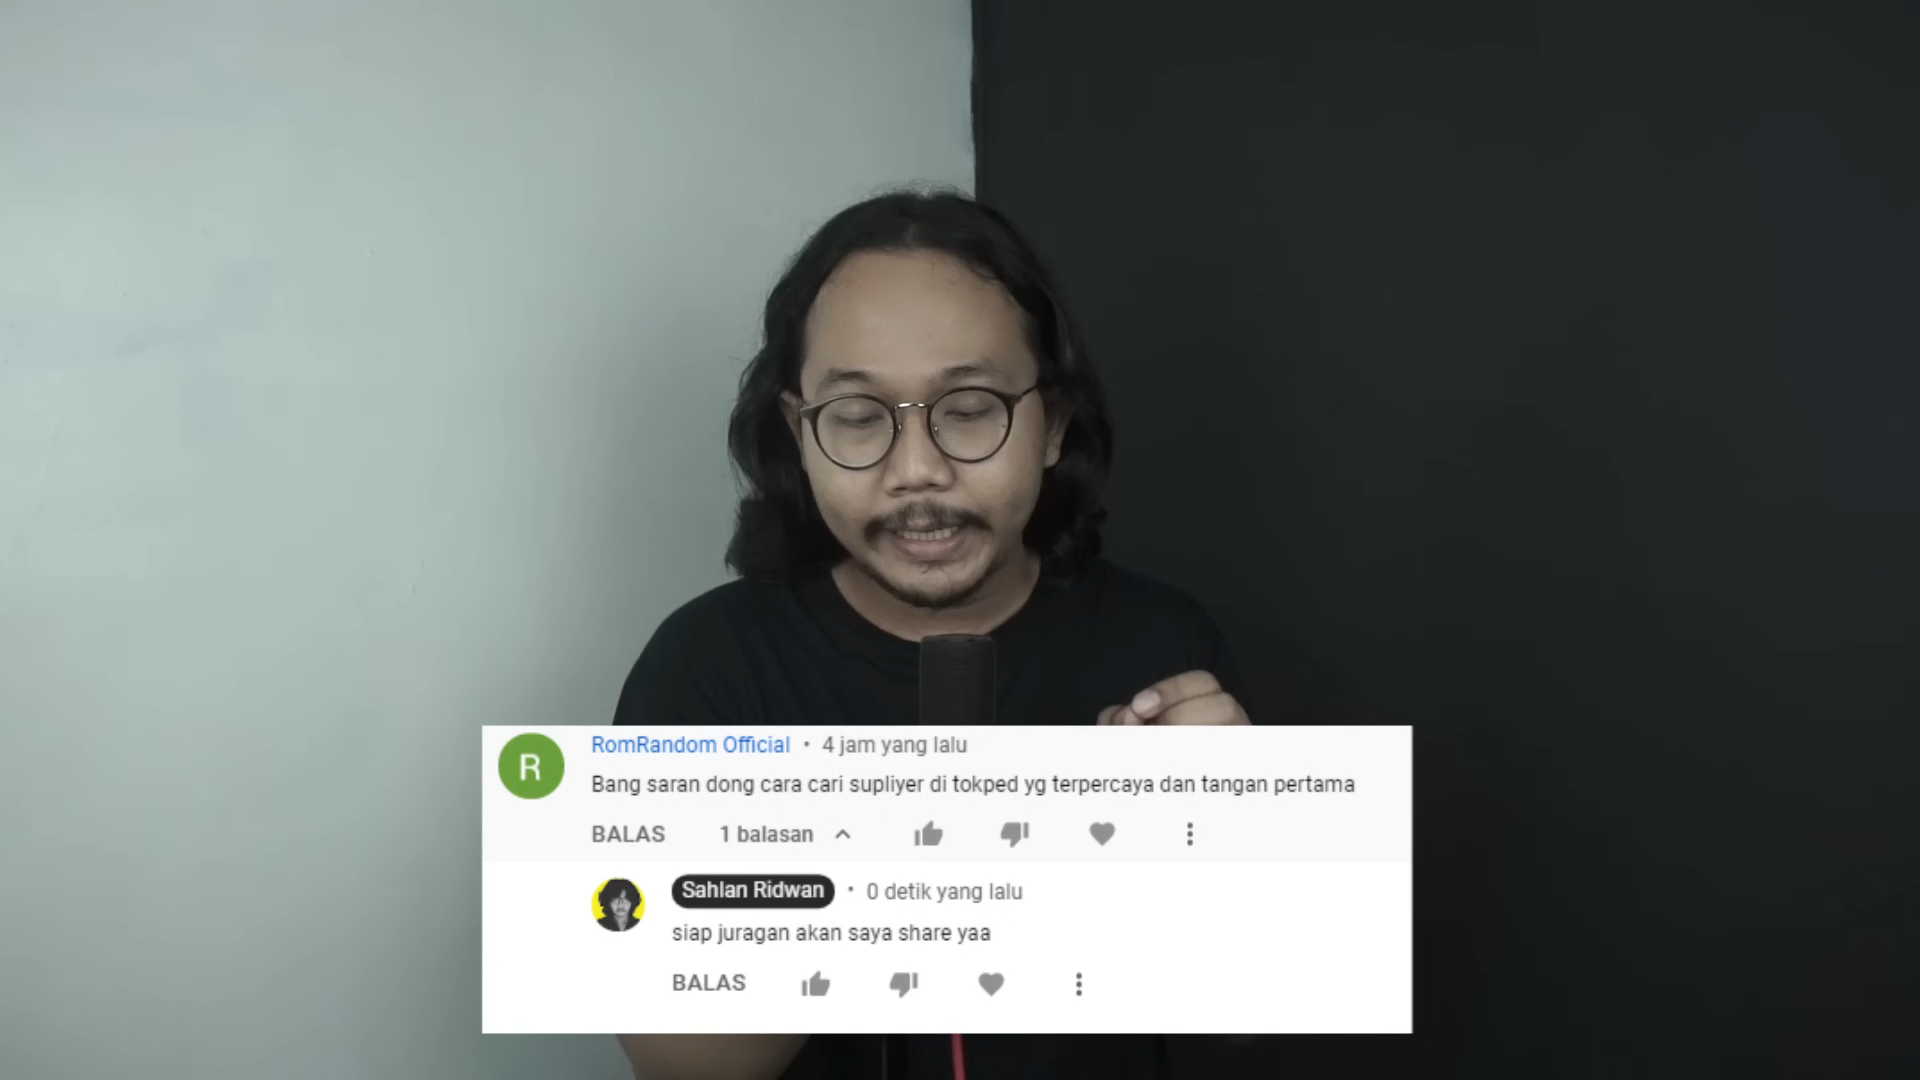 R
RomRandom Official • 4 jam yang lalu
Bang saran dong cara cari supliyer di tokped yg terpercaya dan tangan pertama
BALAS 1 balasan
Sahlan Ridwan • 0 detik yang lalu
siap juragan akan saya share yaa
BALAS